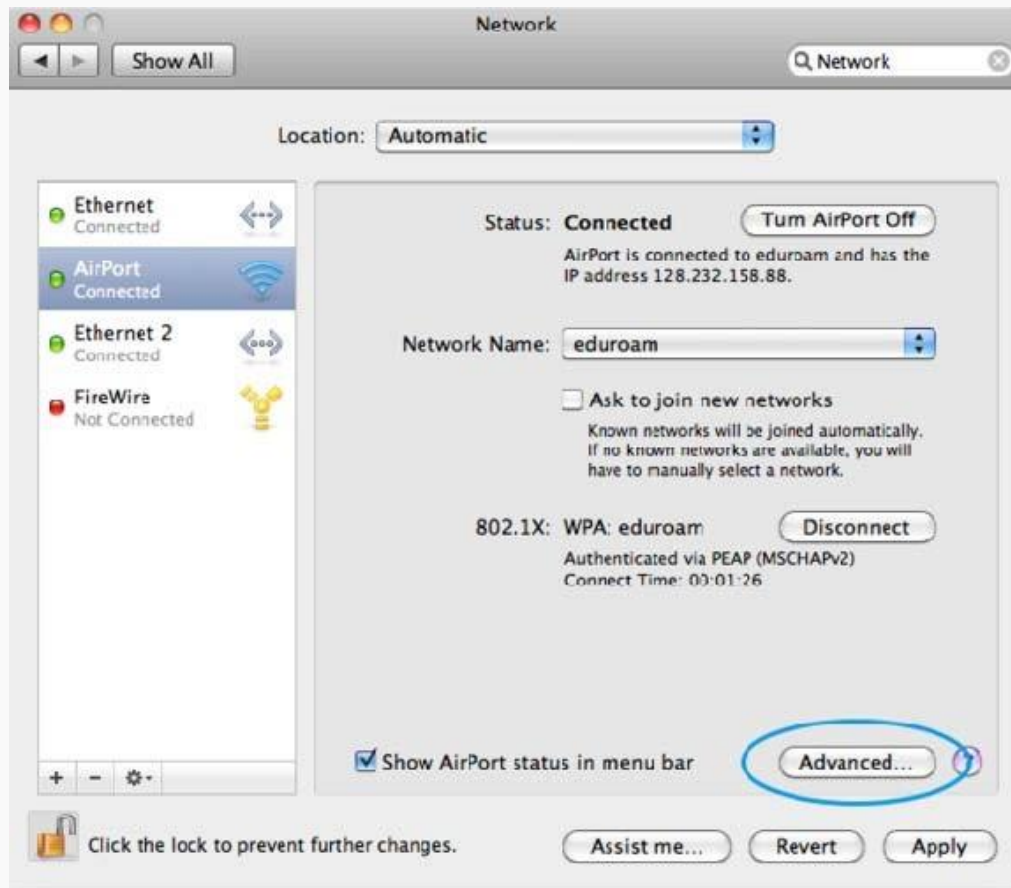 Network
Show All
Network
Location: Automatic
Ethernet
Connected
AirPort
Connected
Ethernet 2
Connected
FireWire
Not Connected
Status: Connected
Turn AirPort Off
AirPort is connected to eduroam and has the
IP address 128.232.158.88.
Network Name: eduroam
Ask to join new networks
Known networks will be joined automatically.
If no known networks are available, you will
have to manually select a network.
802.1X: WPA: eduroam
Disconnect
Authenticated via PEAP (MSCHAPv2)
Connect Time: 00:01:26
Show AirPort status in menu bar
Advanced...
?
+ −
Click the lock to prevent further changes.
Assist me...
Revert
Apply